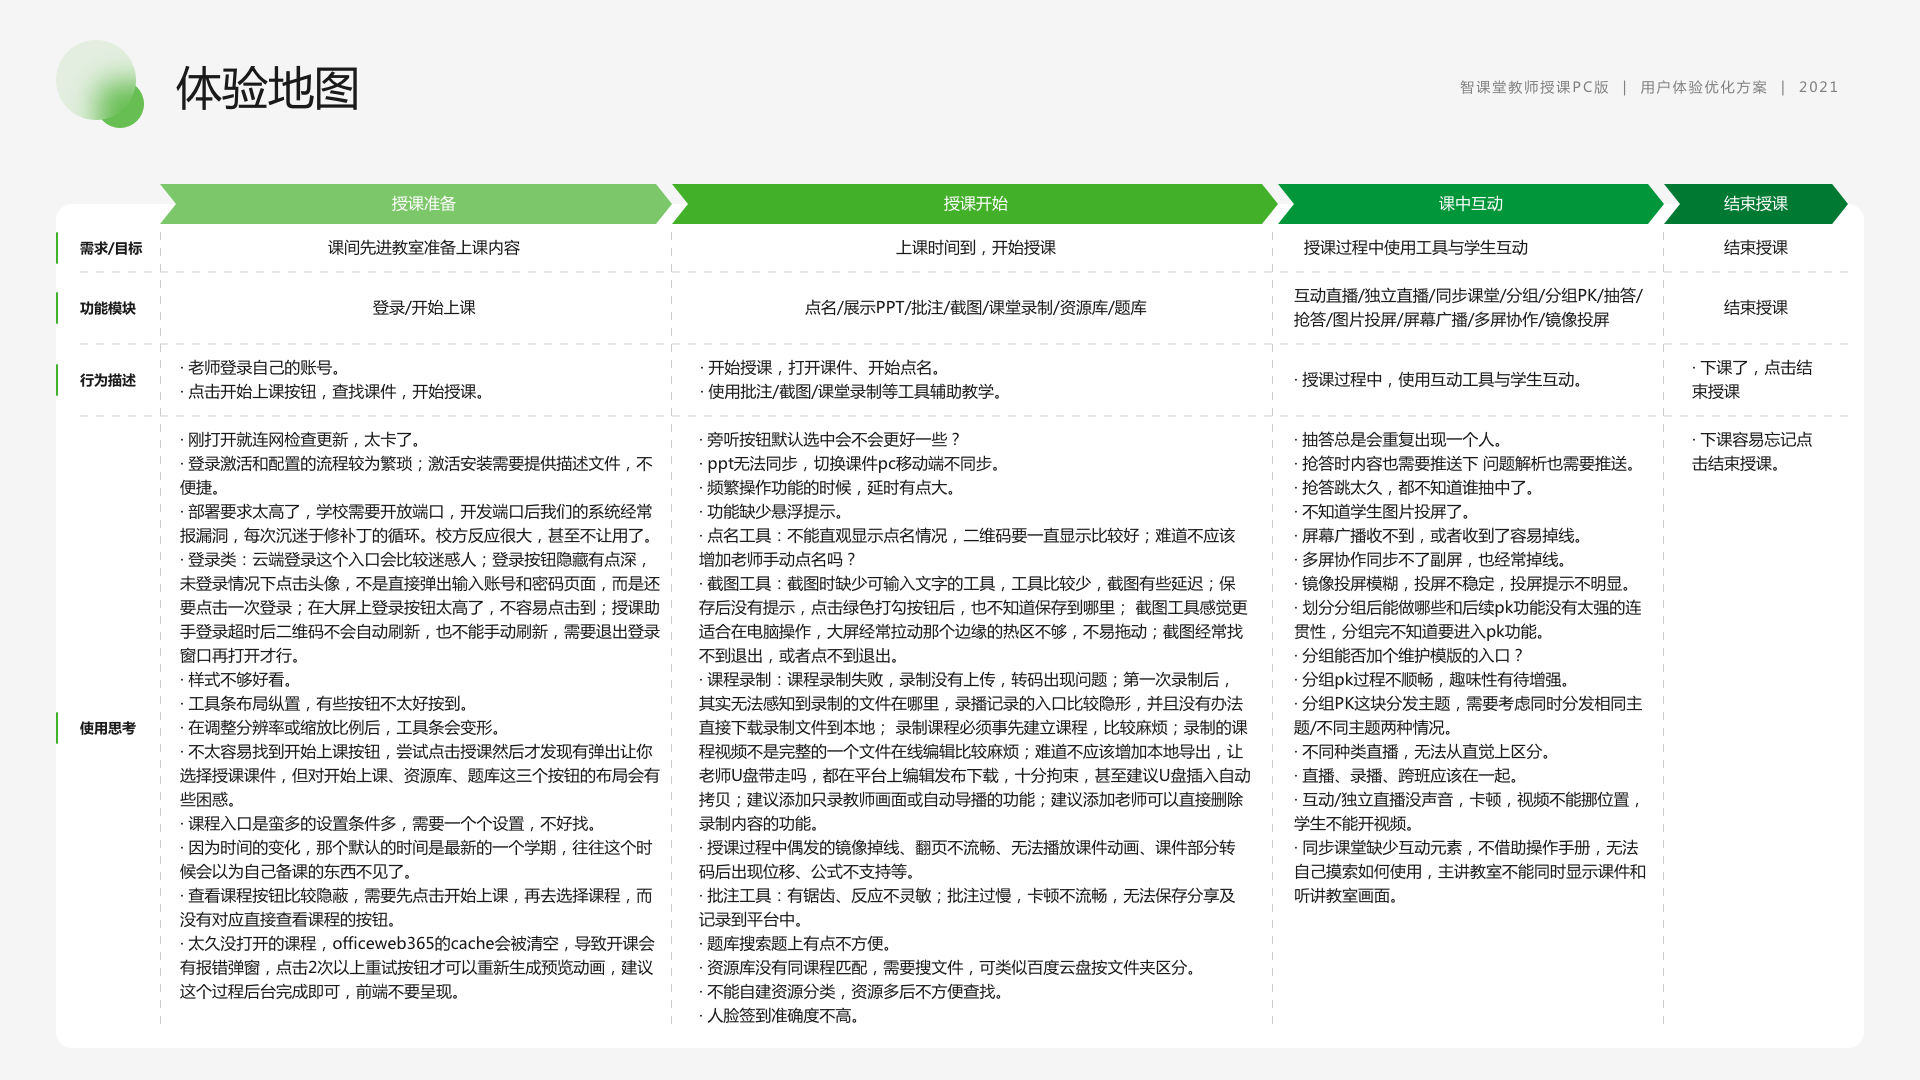 体验地图
智课堂教师授课PC版 | 用户体验优化方案 | 2021
授课准备
授课开始
课中互动
结束授课
需求/目标
课间先进教室准备上课内容
上课时间到，开始授课
授课过程中使用工具与学生互动
结束授课
功能模块
登录/开始上课
点名/展示PPT/批注/截图/课堂录制/资源库/题库
互动直播/独立直播/同步课堂/分组/分组PK/抽答/
抢答/图片投屏/屏幕广播/多屏协作/镜像投屏
结束授课
行为描述
· 老师登录自己的账号。
· 点击开始上课按钮，查找课件，开始授课。
· 开始授课，打开课件、开始点名。
· 使用批注/截图/课堂录制等工具辅助教学。
· 授课过程中，使用互动工具与学生互动。
· 下课了，点击结
束授课
使用思考
· 刚打开就连网检查更新，太卡了。
· 登录激活和配置的流程较为繁琐；激活安装需要提供描述文件，不
便捷。
· 部署要求太高了，学校需要开放端口，开发端口后我们的系统经常
报漏洞，每次沉迷于修补丁的循环。校方反应很大，甚至不让用了。
· 登录类：云端登录这个入口会比较迷惑人；登录按钮隐藏有点深，
未登录情况下点击头像，不是直接弹出输入账号和密码页面，而是还
要点击一次登录；在大屏上登录按钮太高了，不容易点击到；授课助
手登录超时后二维码不会自动刷新，也不能手动刷新，需要退出登录
窗口再打开才行。
· 样式不够好看。
· 工具条布局纵置，有些按钮不太好按到。
· 在调整分辨率或缩放比例后，工具条会变形。
· 不太容易找到开始上课按钮，尝试点击授课然后才发现有弹出让你
选择授课课件，但对开始上课、资源库、题库这三个按钮的布局会有
些困惑。
· 课程入口是蛮多的设置条件多，需要一个个设置，不好找。
· 因为时间的变化，那个默认的时间是最新的一个学期，往往这个时
候会以为自己备课的东西不见了。
· 查看课程按钮比较隐蔽，需要先点击开始上课，再去选择课程，而
没有对应直接查看课程的按钮。
· 太久没打开的课程，officeweb365的cache会被清空，导致开课会
有报错弹窗，点击2次以上重试按钮才可以重新生成预览动画，建议
这个过程后台完成即可，前端不要呈现。
· 旁听按钮默认选中会不会更好一些？
· ppt无法同步，切换课件pc移动端不同步。
· 频繁操作功能的时候，延时有点大。
· 功能缺少悬浮提示。
· 点名工具：不能直观显示点名情况，二维码要一直显示比较好；难道不应该
增加老师手动点名吗？
· 截图工具：截图时缺少可输入文字的工具，工具比较少，截图有些延迟；保
存后没有提示，点击绿色打勾按钮后，也不知道保存到哪里； 截图工具感觉更
适合在电脑操作，大屏经常拉动那个边缘的热区不够，不易拖动；截图经常找
不到退出，或者点不到退出。
· 课程录制：课程录制失败，录制没有上传，转码出现问题；第一次录制后，
其实无法感知到录制的文件在哪里，录播记录的入口比较隐形，并且没有办法
直接下载录制文件到本地； 录制课程必须事先建立课程，比较麻烦；录制的课
程视频不是完整的一个文件在线编辑比较麻烦；难道不应该增加本地导出，让
老师U盘带走吗，都在平台上编辑发布下载，十分拘束，甚至建议U盘插入自动
拷贝；建议添加只录教师画面或自动导播的功能；建议添加老师可以直接删除
录制内容的功能。
· 授课过程中偶发的镜像掉线、翻页不流畅、无法播放课件动画、课件部分转
码后出现位移、公式不支持等。
· 批注工具：有锯齿、反应不灵敏；批注过慢，卡顿不流畅，无法保存分享及
记录到平台中。
· 题库搜索题上有点不方便。
· 资源库没有同课程匹配，需要搜文件，可类似百度云盘按文件夹区分。
· 不能自建资源分类，资源多后不方便查找。
· 人脸签到准确度不高。
· 抽答总是会重复出现一个人。
· 抢答时内容也需要推送下 问题解析也需要推送。
· 抢答跳太久，都不知道谁抽中了。
· 不知道学生图片投屏了。
· 屏幕广播收不到，或者收到了容易掉线。
· 多屏协作同步不了副屏，也经常掉线。
· 镜像投屏模糊，投屏不稳定，投屏提示不明显。
· 划分分组后能做哪些和后续pk功能没有太强的连
贯性，分组完不知道要进入pk功能。
· 分组能否加个维护模版的入口？
· 分组pk过程不顺畅，趣味性有待增强。
· 分组PK这块分发主题，需要考虑同时分发相同主
题/不同主题两种情况。
· 不同种类直播，无法从直觉上区分。
· 直播、录播、跨班应该在一起。
· 互动/独立直播没声音，卡顿，视频不能挪位置，
学生不能开视频。
· 同步课堂缺少互动元素，不借助操作手册，无法
自己摸索如何使用，主讲教室不能同时显示课件和
听讲教室画面。
· 下课容易忘记点
击结束授课。